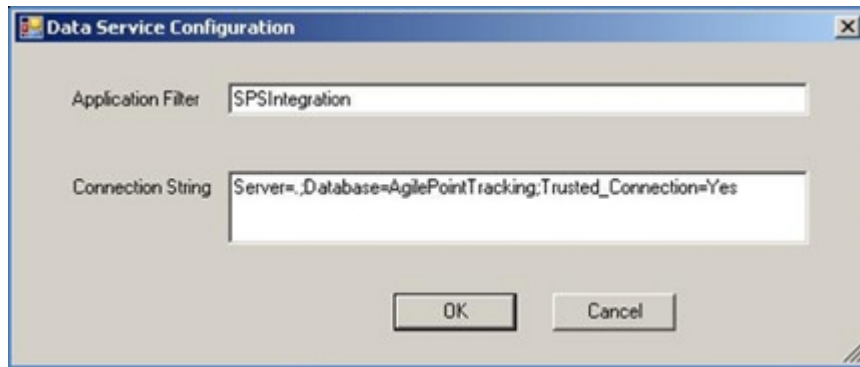 Data Service Configuration
Application Filter SPSIntegration
Connection String Server=.;Database=AgilePointTracking;Trusted_Connection=Yes
OK Cancel